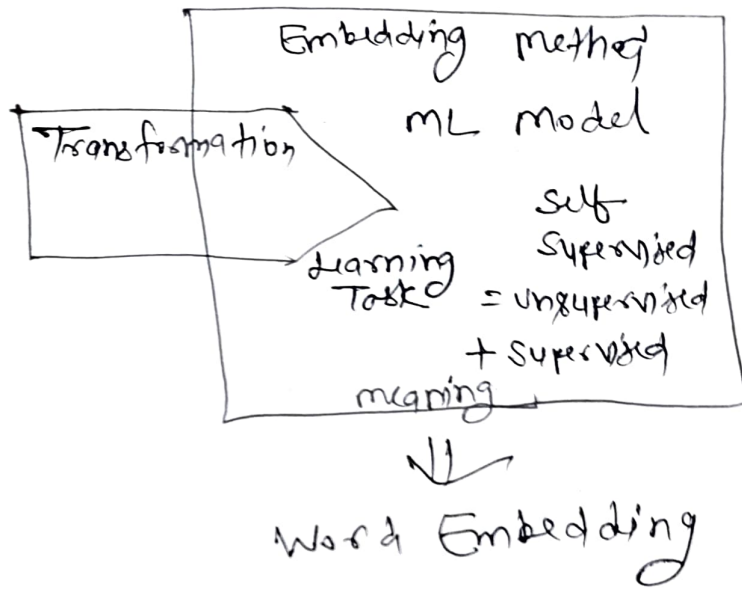 Embedding Method
ML Model
Transformation
Self
Supervised
Learning
Task
= Unsupervised
+ Supervised
meaning
Word Embedding